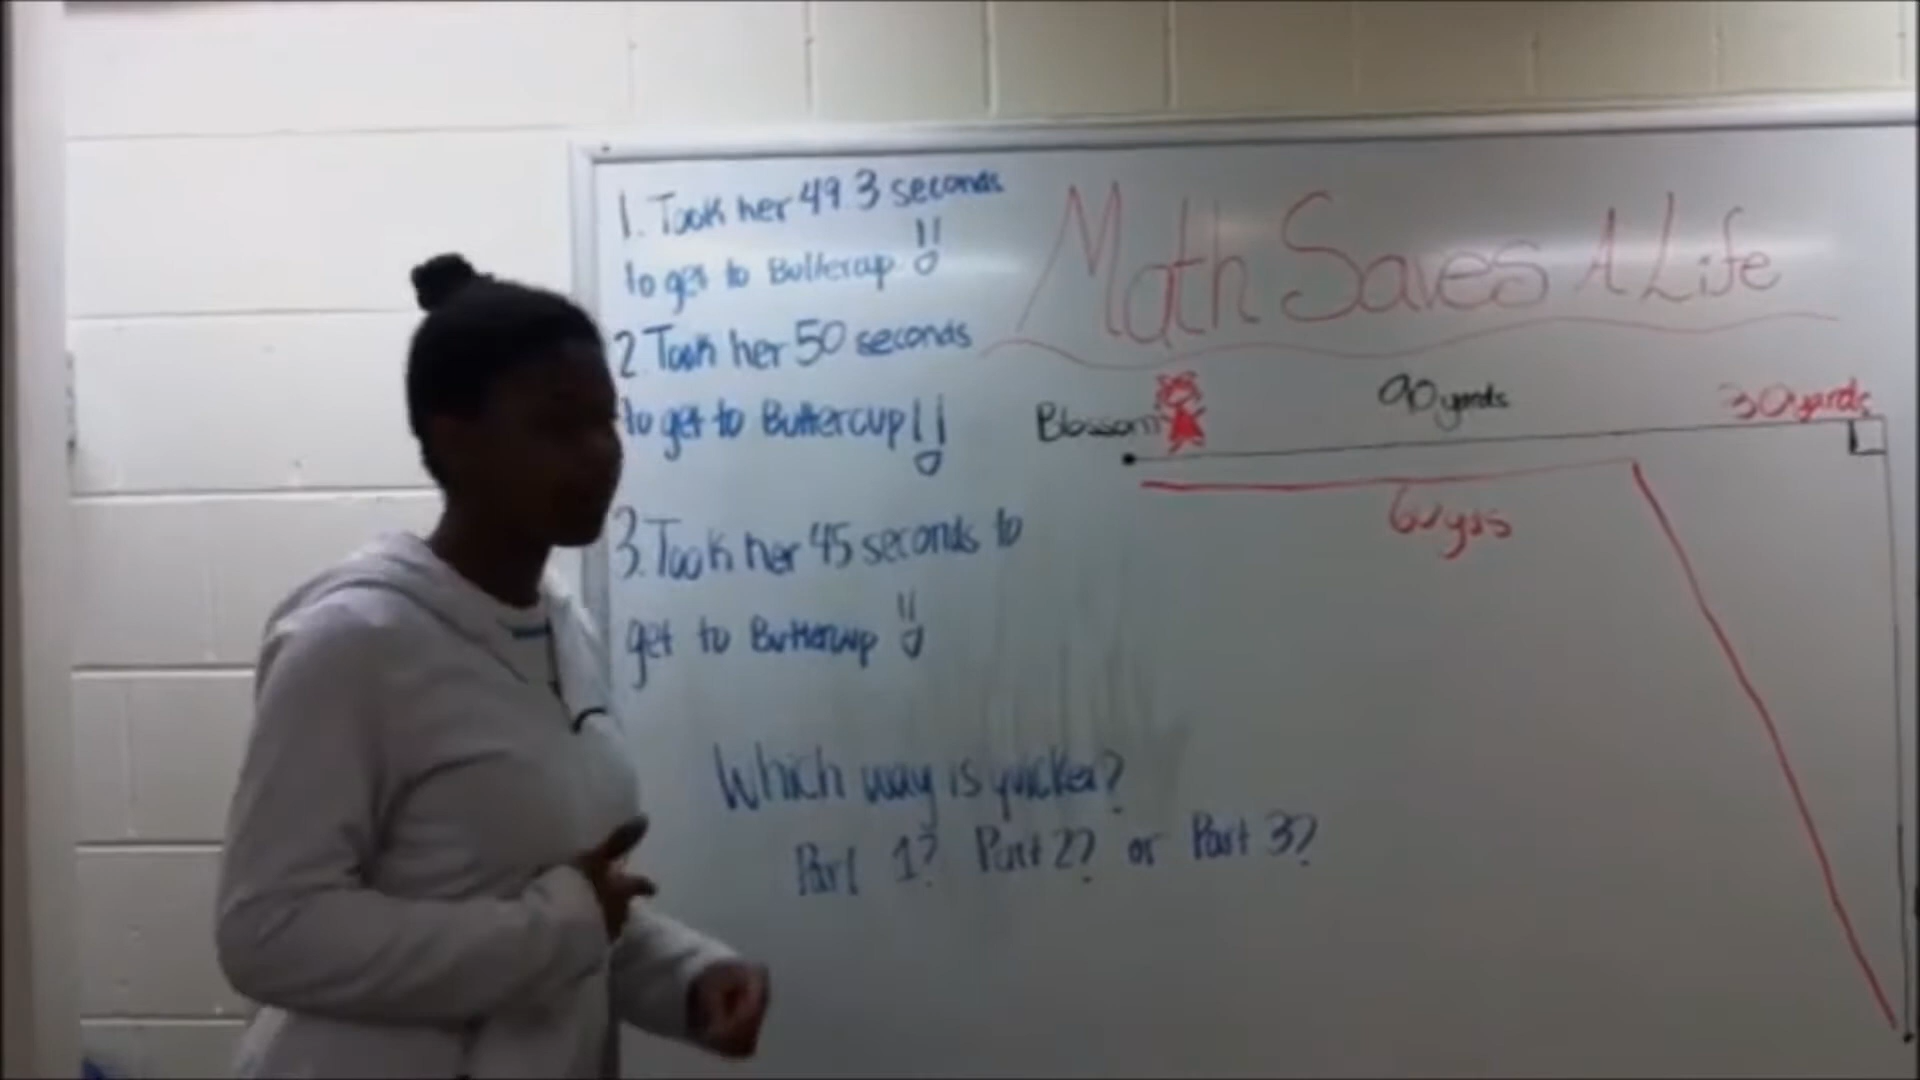 1. Took her 49.3 seconds
to get to Buttercup!!
2. Took her 50 seconds
to get to Buttercup!!
3. Took her 45 seconds to
get to Buttercup!!
Which way is quicker?
Part 1? Part 2? or Part 3?
Math Saves A Life
Blossom
90 yards
30 yards
60 yds